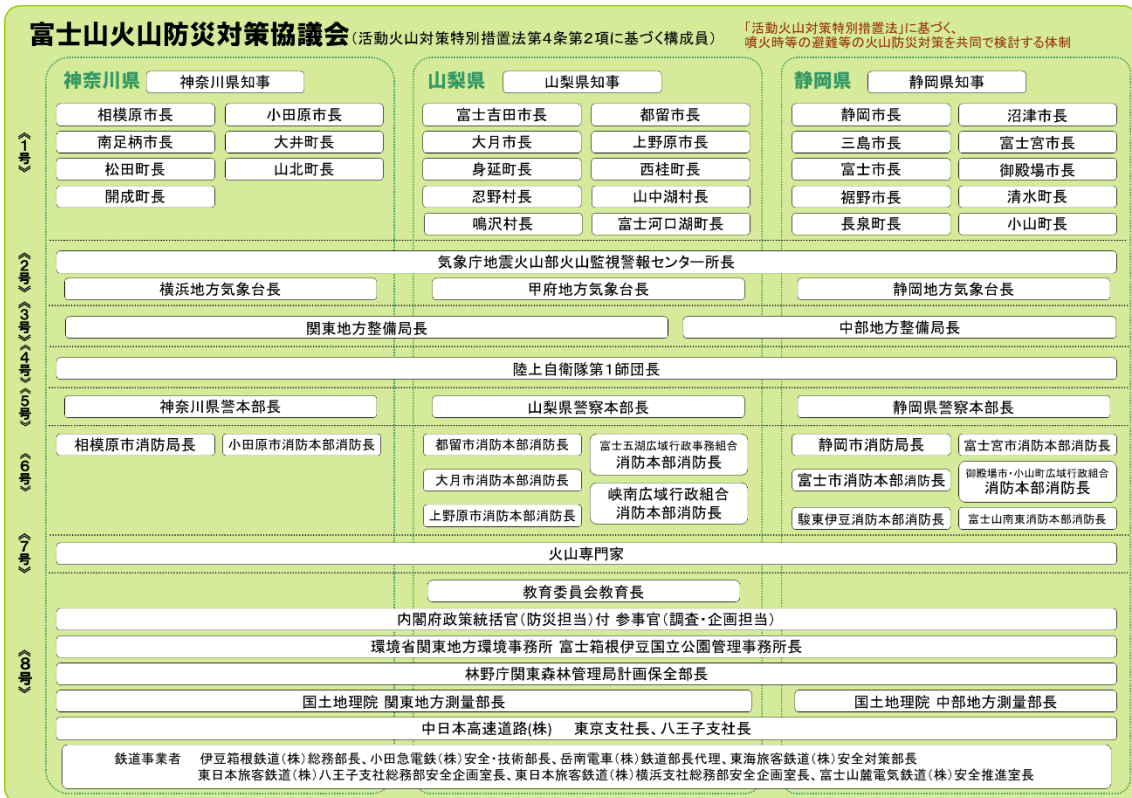 富士山火山防災対策協議会(活動火山対策特別措置法第4条第2項に基づく構成員)
「活動火山対策特別措置法」に基づく、
噴火時等の避難等の火山防災対策を共同で検討する体制
神奈川県 神奈川県知事 山梨県 山梨県知事 静岡県 静岡県知事
《1号》
相模原市長 小田原市長 富士吉田市長 都留市長 静岡市長 沼津市長
南足柄市長 大井町長 大月市長 上野原市長 三島市長 富士宮市長
松田町長 山北町長 身延町長 西桂町長 富士市長 御殿場市長
開成町長 忍野村長 山中湖村長 裾野市長 清水町長
鳴沢村長 富士河口湖町長 長泉町長 小山町長
《2号》
気象庁地震火山部火山監視警報センター所長
横浜地方気象台長 甲府地方気象台長 静岡地方気象台長
《3号》
関東地方整備局長 中部地方整備局長
《4号》
陸上自衛隊第1師団長
《5号》
神奈川県警本部長 山梨県警察本部長 静岡県警察本部長
《6号》
相模原市消防局長 小田原市消防本部消防長 都留市消防本部消防長 富士五湖広域行政事務組合
消防本部消防長 静岡市消防局長 富士宮市消防本部消防長
大月市消防本部消防長 峡南広域行政組合
消防本部消防長 富士市消防本部消防長 御殿場市・小山町広域行政組合
消防本部消防長
上野原市消防本部消防長 駿東伊豆消防本部消防長 富士山南東消防本部消防長
《7号》
火山専門家
《8号》
教育委員会教育長
内閣府政策統括官(防災担当)付 参事官(調査・企画担当)
環境省関東地方環境事務所 富士箱根伊豆国立公園管理事務所長
林野庁関東森林管理局計画保全部長
国土地理院 関東地方測量部長 国土地理院 中部地方測量部長
中日本高速道路(株) 東京支社長、八王子支社長
鉄道事業者 伊豆箱根鉄道(株)総務部長、小田急電鉄(株)安全・技術部長、岳南電車(株)鉄道部長代理、東海旅客鉄道(株)安全対策部長
東日本旅客鉄道(株)八王子支社総務部安全企画室長、東日本旅客鉄道(株)横浜支社総務部安全企画室長、富士山麓電気鉄道(株)安全推進室長